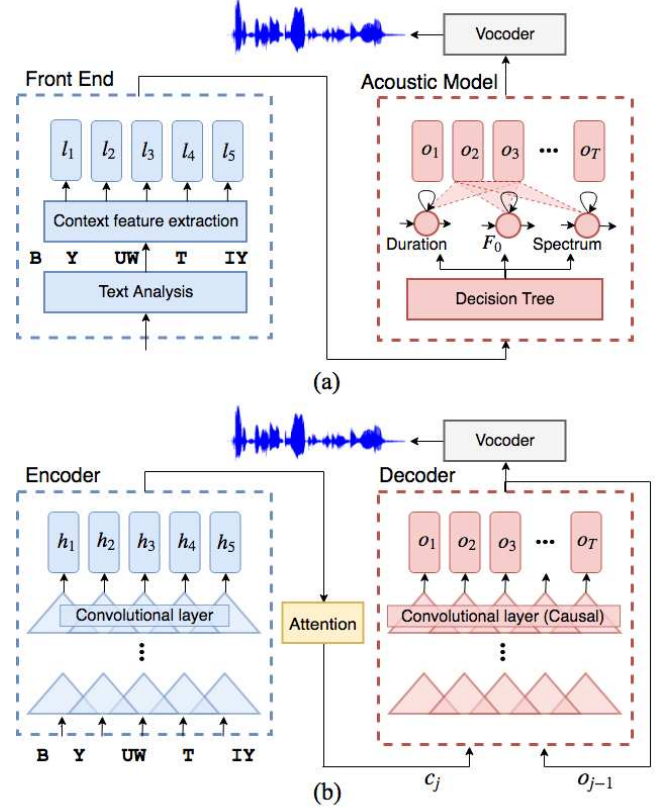 Vocoder
Front End
Acoustic Model
l1 l2 l3 l4 l5
o1 o2 o3 ••• oT
Context feature extraction
B Y UW T IY
Duration F0 Spectrum
Text Analysis
Decision Tree
(a)
Vocoder
Encoder
Decoder
h1 h2 h3 h4 h5
o1 o2 o3 ••• oT
Convolutional layer
Attention
Convolutional layer (Causal)
B Y UW T IY
cj oj−1
(b)